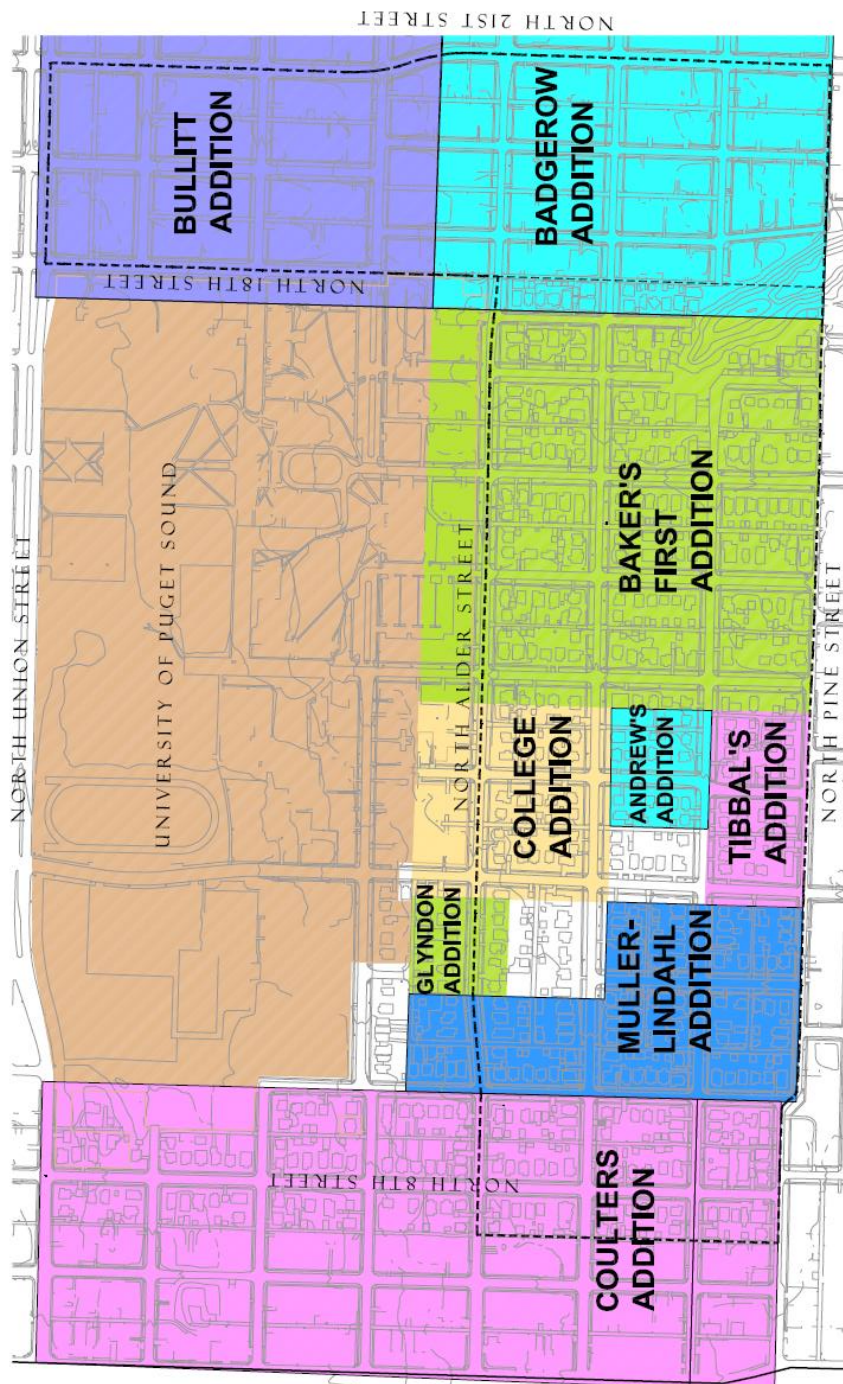 NORTH 21ST STREET
BULLITT
ADDITION
BADGEROW
ADDITION
NORTH 18TH STREET
NORTH UNION STREET
UNIVERSITY OF PUGET SOUND
NORTH ALDER STREET
BAKER'S
FIRST
ADDITION
NORTH PINE STREET
COLLEGE
ADDITION
ANDREW'S
ADDITION
TIBBAL'S
ADDITION
GLYNDON
ADDITION
MULLER-
LINDAHL
ADDITION
NORTH 8TH STREET
COULTERS
ADDITION